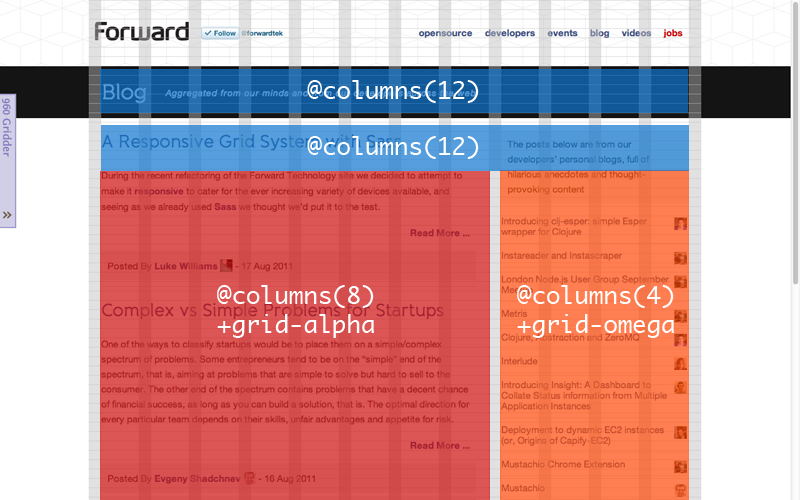 Forward
Follow @forwardtek
opensource developers events blog videos jobs
960 Gridder
»
Blog
Aggregated from our minds and
@columns(12)
@columns(12)
A Responsive Grid System with Sass
During the recent refactoring of the Forward Technology site we decided to attempt to
make it responsive to cater for the ever increasing variety of devices available, and
seeing as we already used Sass we thought we'd put it to the test.
Read More ...
Posted By Luke Williams - 17 Aug 2011
@columns(8)
+grid-alpha
Complex vs Simple Problems for Startups
One of the ways to classify startups would be to place them on a simple/complex
spectrum of problems. Some entrepreneurs tend to be on the "simple" end of the
spectrum, that is, aiming at problems that are simple to solve but hard to sell to the
consumer. The other end of the spectrum contains problems that have a decent chance
of financial success, as long as you can build a solution, that is. The optimal direction for
every particular team depends on their skills, unfair advantages and appetite for risk.
Read More ...
Posted By Evgeny Shadchnev - 16 Aug 2011
The posts below are from our
developers' personal blogs, full of
hilarious anecdotes and thought-
provoking content
Introducing clj-esper: simple Esper
wrapper for Clojure
Instareader and Instascraper
London Node.js User Group September
@columns(4)
+grid-omega
Metris
Clojure, Abstraction and ZeroMQ
Interlude
Introducing Insight: A Dashboard to
Collate Status Information from Multiple
Application Instances
Deployment to dynamic EC2 instances
(or, Origins of Capify-EC2)
Mustachio Chrome Extension
Mustachio